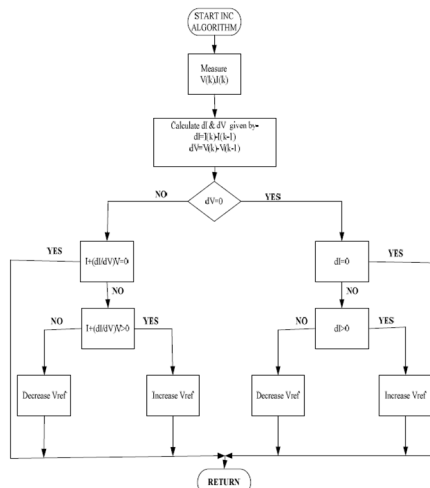 START INC
ALGORITHM
Measure
V(k),I(k)
Calculate dI & dV given by-
dI=I(k)-I(k-1)
dV=V(k)-V(k-1)
NO
dV=0
YES
YES
I+(dI/dV)V=0
dI=0
YES
NO
NO
NO
I+(dI/dV)V>0
YES
NO
dI>0
YES
Decrease Vref
Increase Vref
Decrease Vref
Increase Vref
RETURN